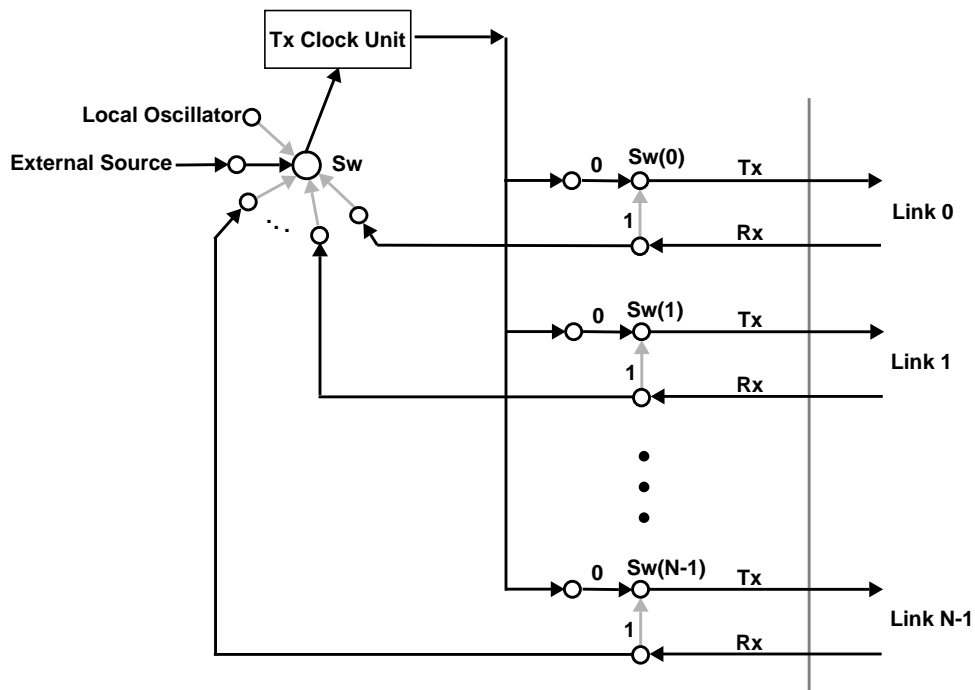 Tx Clock Unit
Local Oscillator
External Source
Sw
...
0
Sw(0)
Tx
Link 0
1
Rx
0
Sw(1)
Tx
Link 1
1
Rx
0
Sw(N-1)
Tx
Link N-1
1
Rx